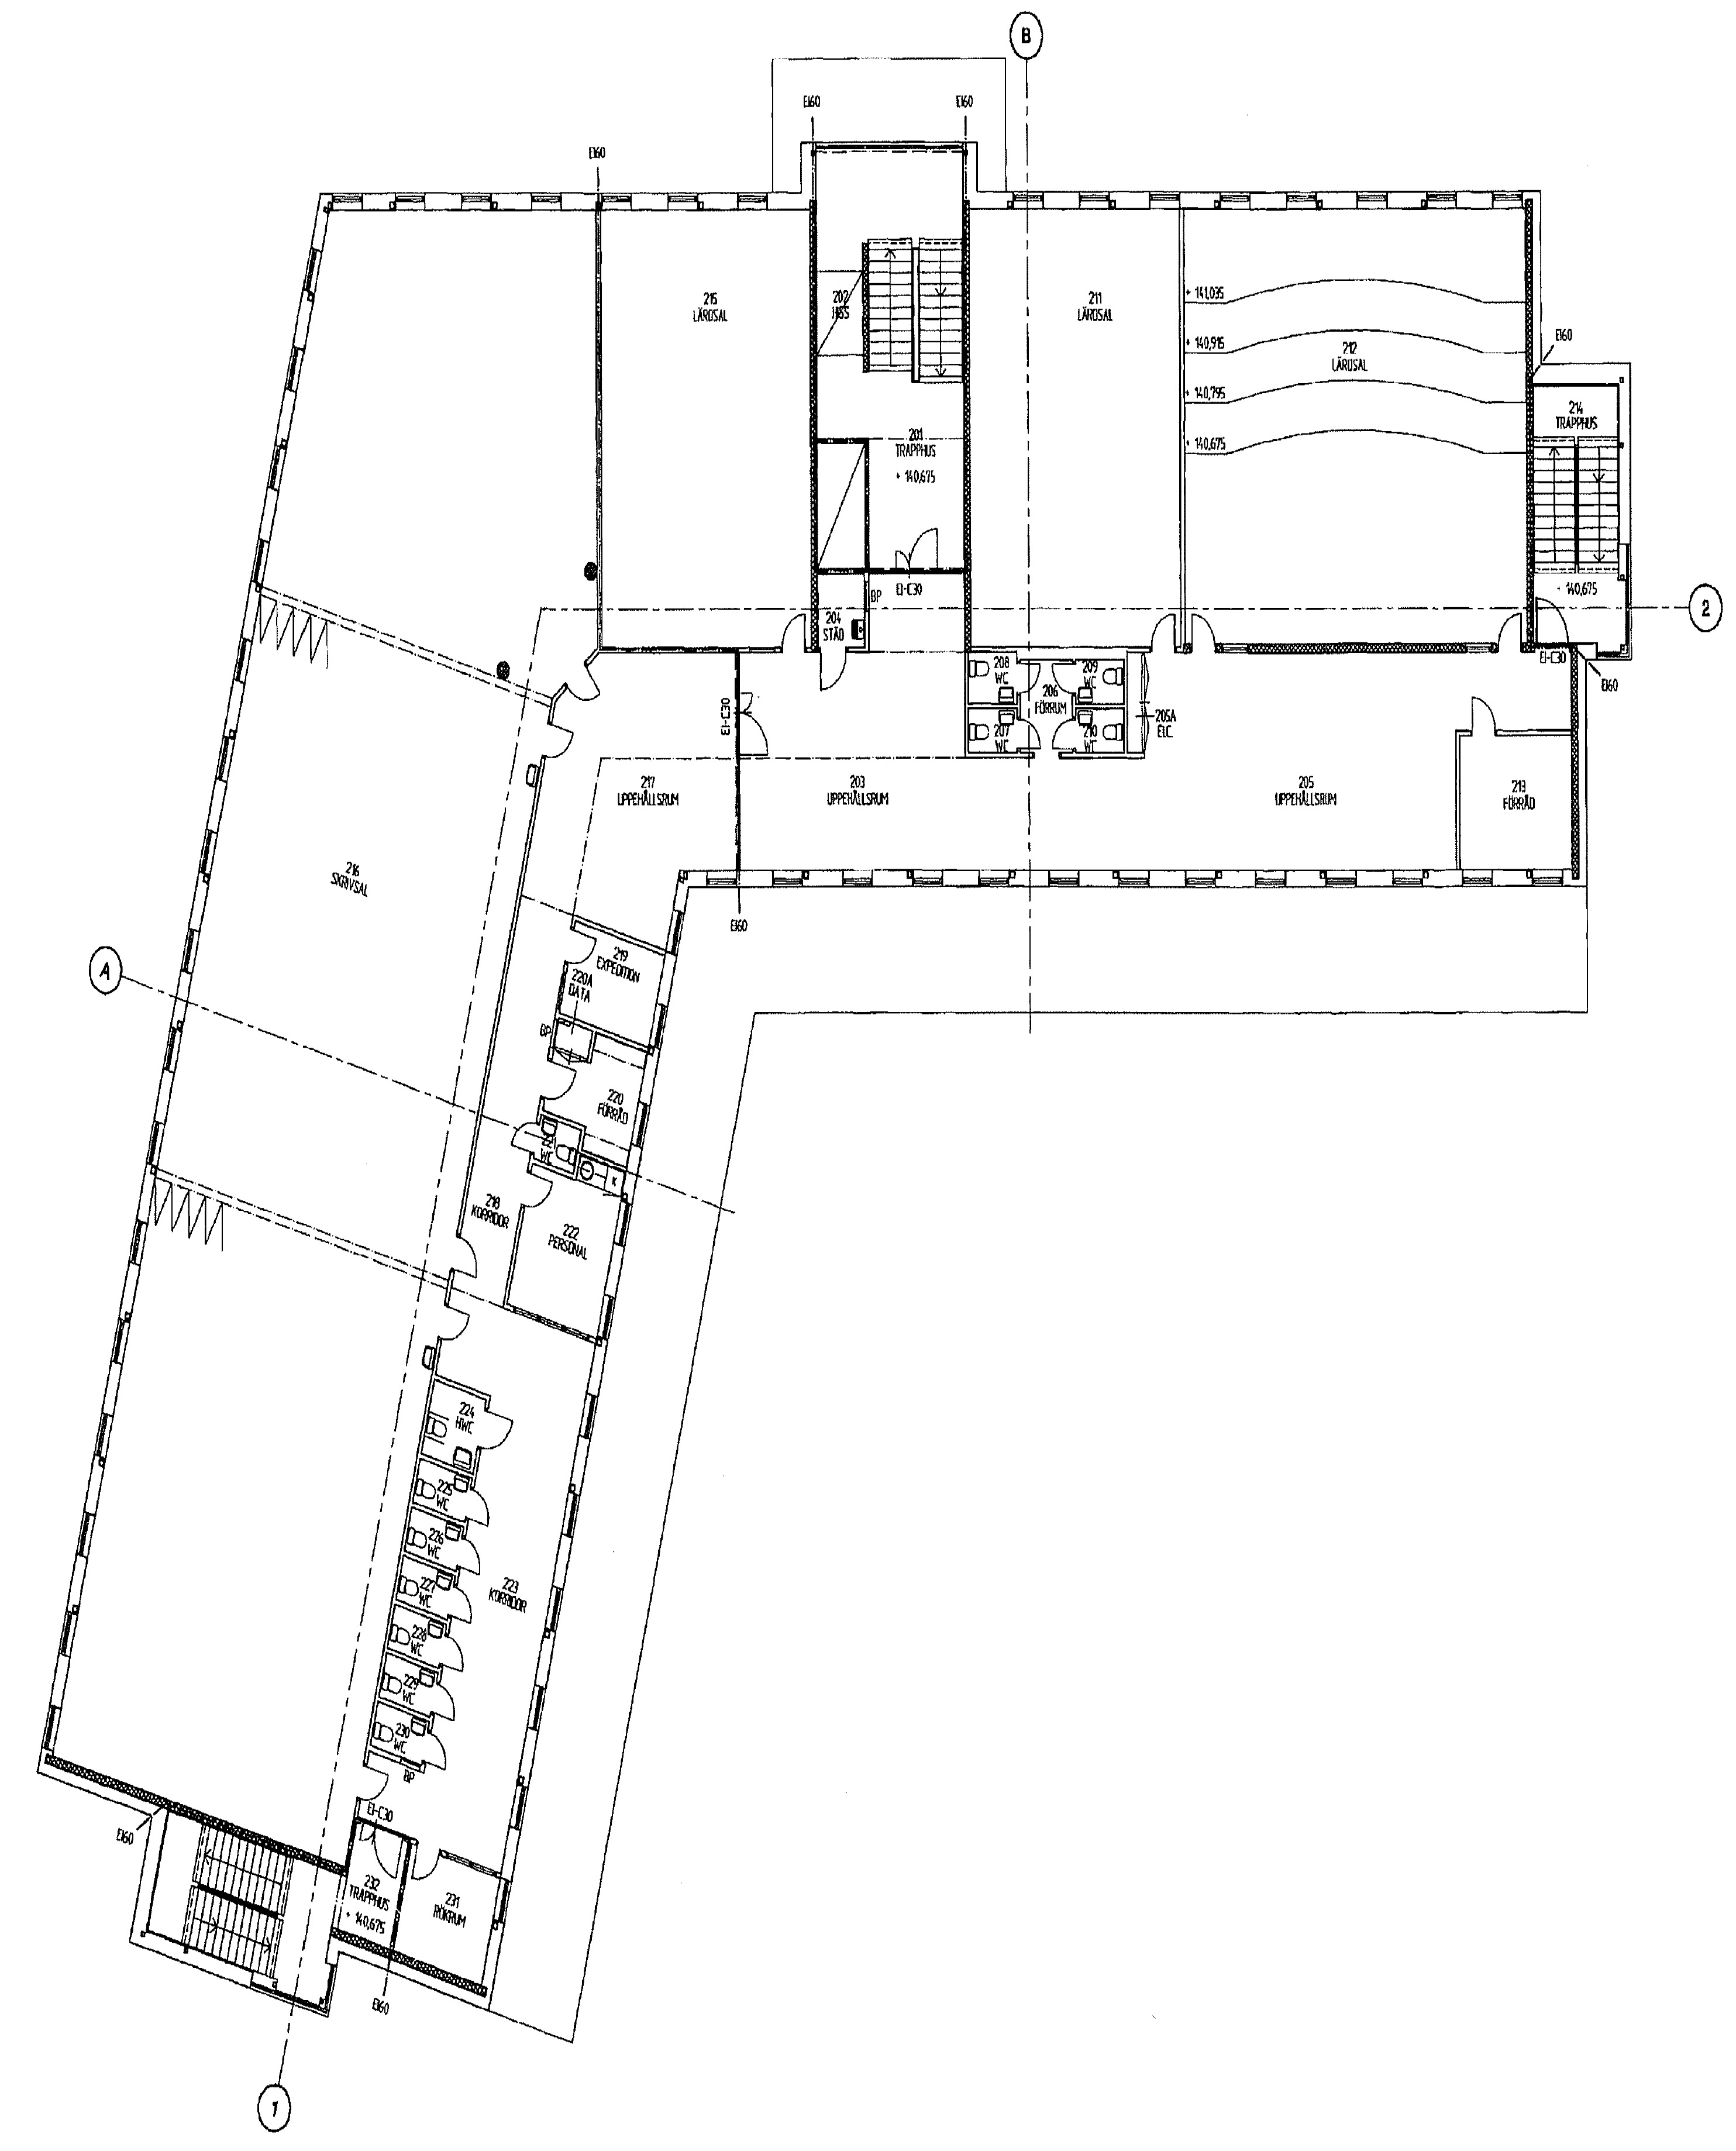 B
EI60
EI60
EI60
215
LÄROSAL
202
HISS
211
LÄROSAL
+ 141,035
+ 140,915
212
LÄROSAL
+ 140,795
+ 140,675
EI60
214
TRAPPHUS
201
TRAPPHUS
+ 140,675
EI-C30
BP
204
STÄD
+ 140,675
2
EI-C30
EI60
208
WC
209
WC
206
FÖRRUM
207
WC
210
WC
205A
ELC
EI-C30
217
UPPEHÅLLSRUM
203
UPPEHÅLLSRUM
205
UPPEHÅLLSRUM
213
FÖRRÅD
216
SKRIVSAL
EI60
A
219
EXPEDITION
220A
DATA
BP
220
FÖRRÅD
WC
K
218
KORRIDOR
222
PERSONAL
224
HWC
225
WC
226
WC
227
WC
223
KORRIDOR
228
WC
229
WC
230
WC
BP
EI-C30
EI60
232
TRAPPHUS
+ 140,675
231
RÖKRUM
EI60
1